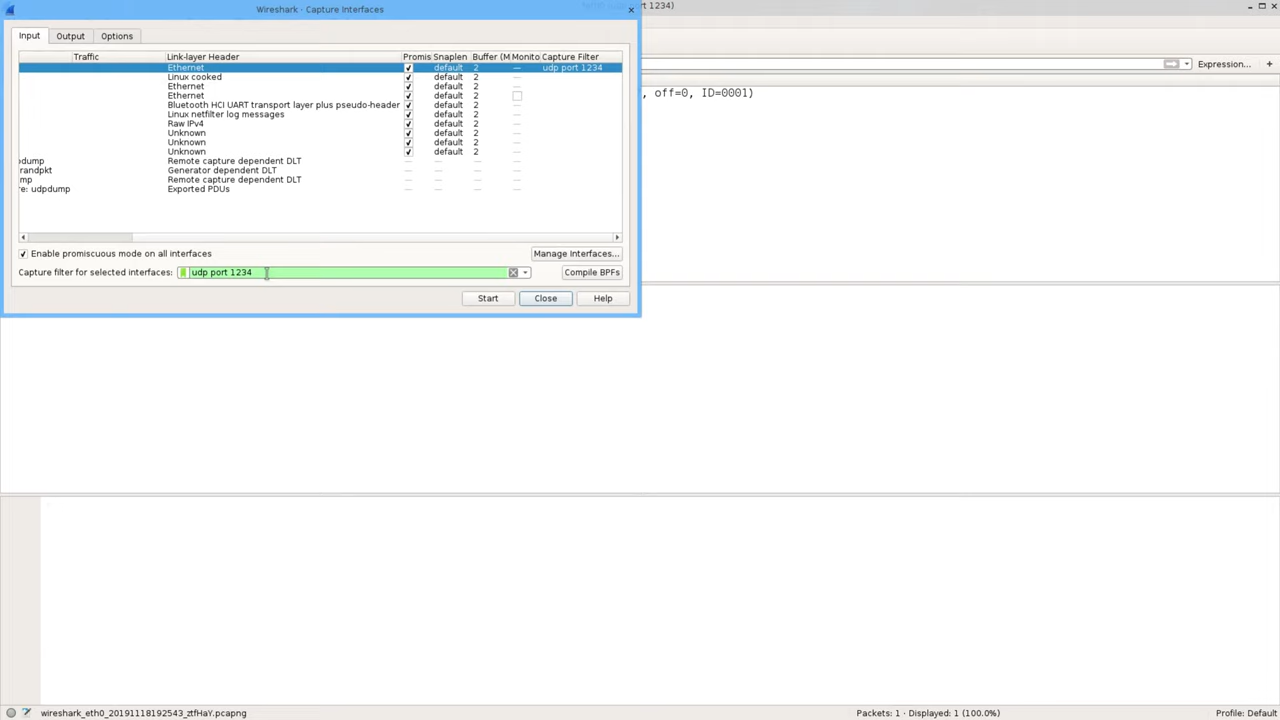 Wireshark - Capture Interfaces
1234)
Input Output Options
Expression...
Traffic Link-layer Header Promis Snaplen Buffer (M Monito Capture Filter
Ethernet default 2 — udp port 1234
Linux cooked default 2 —
Ethernet default 2 —
, off=0, ID=0001)
Ethernet default 2
Bluetooth HCI UART transport layer plus pseudo-header default 2 —
Linux netfilter log messages default 2 —
Raw IPv4 default 2 —
Unknown default 2 —
Unknown default 2 —
Unknown default 2 —
odump Remote capture dependent DLT — — — —
randpkt Generator dependent DLT — — — —
mp Remote capture dependent DLT — — — —
re: udpdump Exported PDUs — — — —
Enable promiscuous mode on all interfaces
Manage Interfaces...
Capture filter for selected interfaces: udp port 1234 Compile BPFs
Start Close Help
wireshark_eth0_20191118192543_ztfHaY.pcapng Packets: 1 · Displayed: 1 (100.0%) Profile: Default